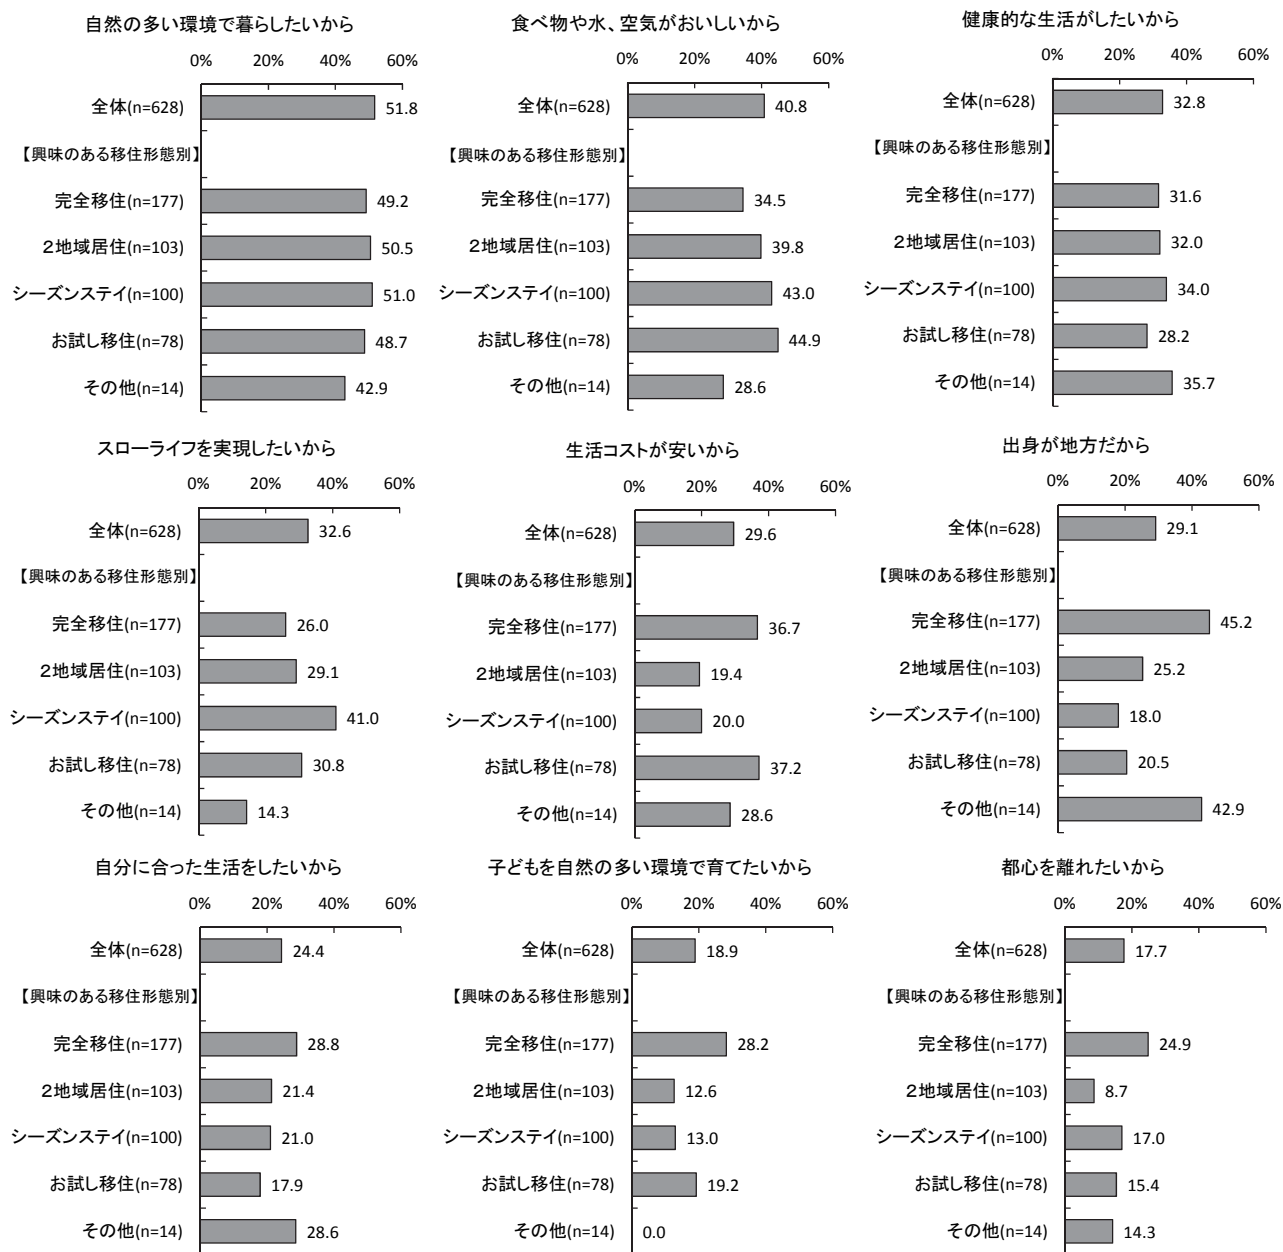 自然の多い環境で暮らしたいから
0% 20% 40% 60%
全体(n=628) 51.8
【興味のある移住形態別】
完全移住(n=177) 49.2
2地域居住(n=103) 50.5
シーズンステイ(n=100) 51.0
お試し移住(n=78) 48.7
その他(n=14) 42.9
食べ物や水、空気がおいしいから
0% 20% 40% 60%
全体(n=628) 40.8
【興味のある移住形態別】
完全移住(n=177) 34.5
2地域居住(n=103) 39.8
シーズンステイ(n=100) 43.0
お試し移住(n=78) 44.9
その他(n=14) 28.6
健康的な生活がしたいから
0% 20% 40% 60%
全体(n=628) 32.8
【興味のある移住形態別】
完全移住(n=177) 31.6
2地域居住(n=103) 32.0
シーズンステイ(n=100) 34.0
お試し移住(n=78) 28.2
その他(n=14) 35.7
スローライフを実現したいから
0% 20% 40% 60%
全体(n=628) 32.6
【興味のある移住形態別】
完全移住(n=177) 26.0
2地域居住(n=103) 29.1
シーズンステイ(n=100) 41.0
お試し移住(n=78) 30.8
その他(n=14) 14.3
生活コストが安いから
0% 20% 40% 60%
全体(n=628) 29.6
【興味のある移住形態別】
完全移住(n=177) 36.7
2地域居住(n=103) 19.4
シーズンステイ(n=100) 20.0
お試し移住(n=78) 37.2
その他(n=14) 28.6
出身が地方だから
0% 20% 40% 60%
全体(n=628) 29.1
【興味のある移住形態別】
完全移住(n=177) 45.2
2地域居住(n=103) 25.2
シーズンステイ(n=100) 18.0
お試し移住(n=78) 20.5
その他(n=14) 42.9
自分に合った生活をしたいから
0% 20% 40% 60%
全体(n=628) 24.4
【興味のある移住形態別】
完全移住(n=177) 28.8
2地域居住(n=103) 21.4
シーズンステイ(n=100) 21.0
お試し移住(n=78) 17.9
その他(n=14) 28.6
子どもを自然の多い環境で育てたいから
0% 20% 40% 60%
全体(n=628) 18.9
【興味のある移住形態別】
完全移住(n=177) 28.2
2地域居住(n=103) 12.6
シーズンステイ(n=100) 13.0
お試し移住(n=78) 19.2
その他(n=14) 0.0
都心を離れたいから
0% 20% 40% 60%
全体(n=628) 17.7
【興味のある移住形態別】
完全移住(n=177) 24.9
2地域居住(n=103) 8.7
シーズンステイ(n=100) 17.0
お試し移住(n=78) 15.4
その他(n=14) 14.3